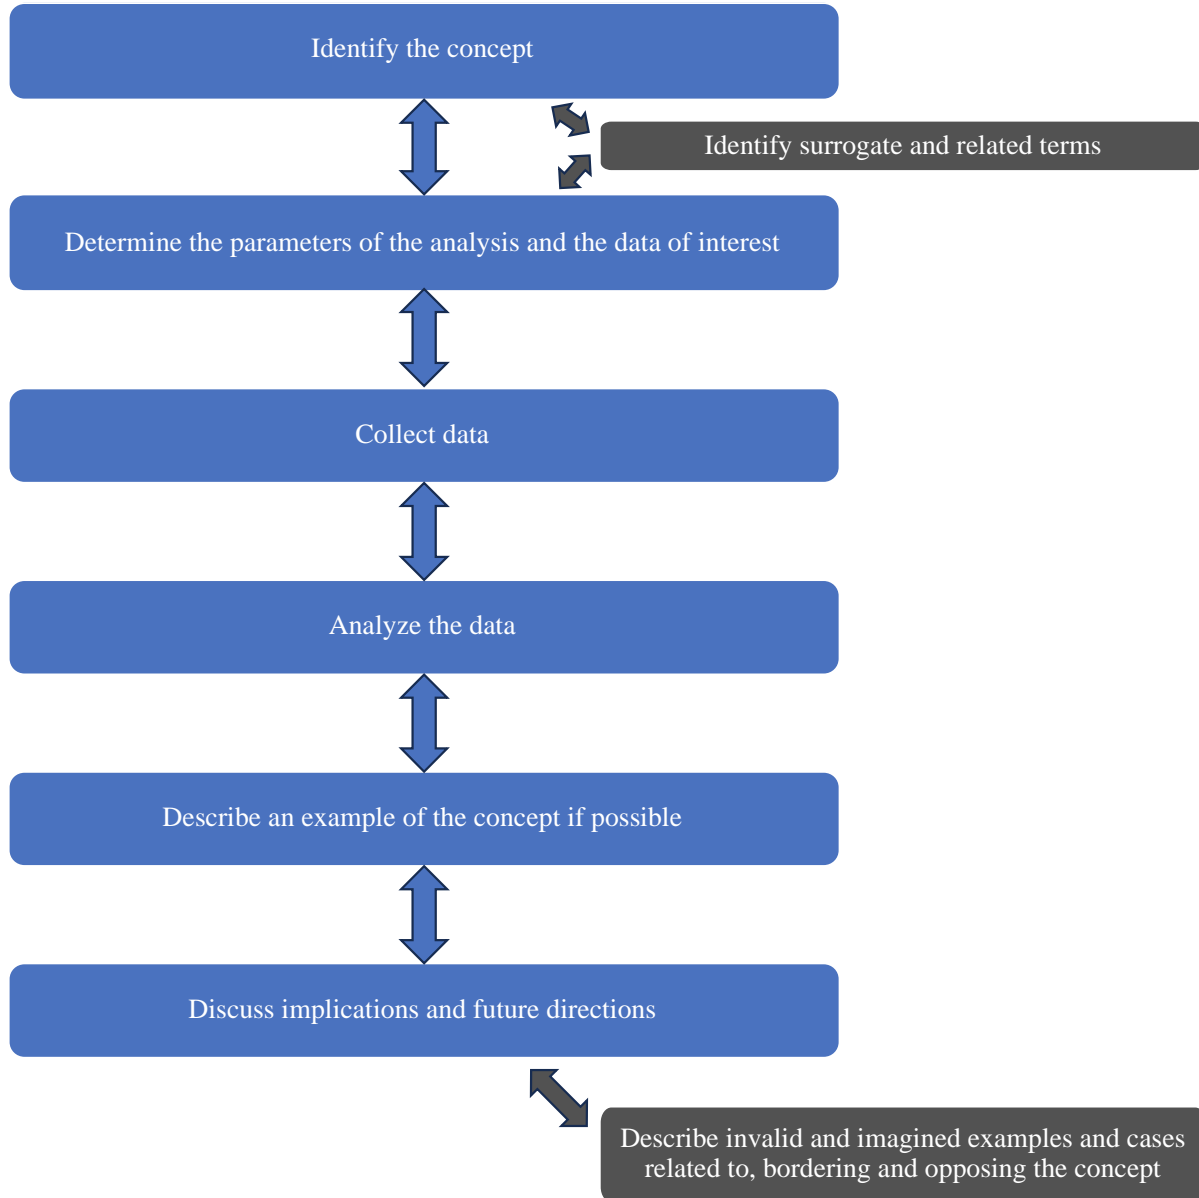 Identify the concept
Identify surrogate and related terms
Determine the parameters of the analysis and the data of interest
Collect data
Analyze the data
Describe an example of the concept if possible
Discuss implications and future directions
Describe invalid and imagined examples and cases
related to, bordering and opposing the concept